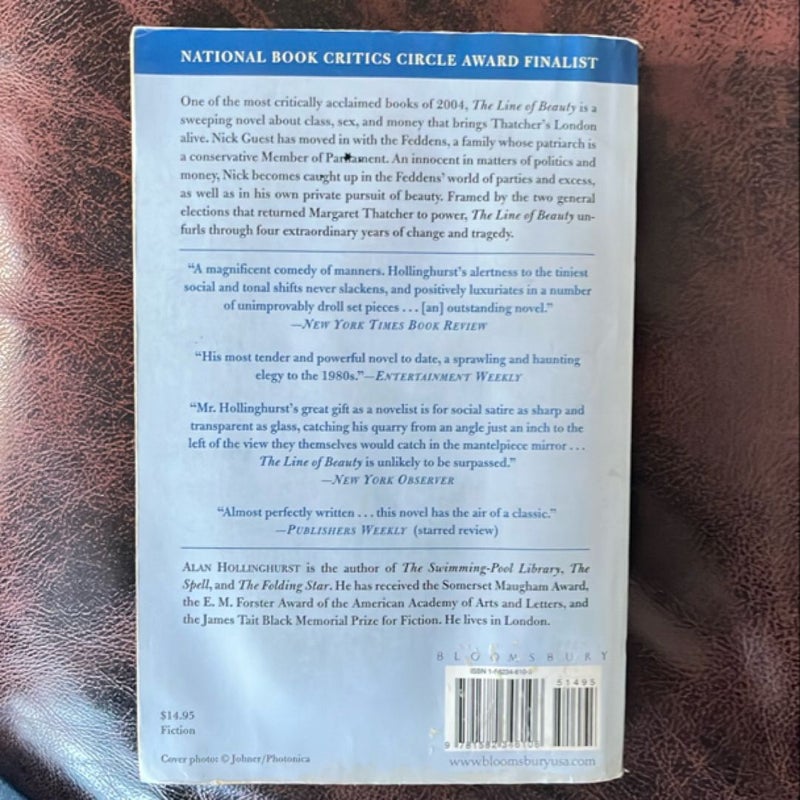 NATIONAL BOOK CRITICS CIRCLE AWARD FINALIST
One of the most critically acclaimed books of 2004, The Line of Beauty is a
sweeping novel about class, sex, and money that brings Thatcher's London
alive. Nick Guest has moved in with the Feddens, a family whose patriarch is
a conservative Member of Parliament. An innocent in matters of politics and
money, Nick becomes caught up in the Feddens' world of parties and excess,
as well as in his own private pursuit of beauty. Framed by the two general
elections that returned Margaret Thatcher to power, The Line of Beauty un-
furls through four extraordinary years of change and tragedy.
“A magnificent comedy of manners. Hollinghurst's alertness to the tiniest
social and tonal shifts never slackens, and positively luxuriates in a number
of unimprovably droll set pieces . . . [an] outstanding novel.”
—NEW YORK TIMES BOOK REVIEW
“His most tender and powerful novel to date, a sprawling and haunting
elegy to the 1980s.”—ENTERTAINMENT WEEKLY
“Mr. Hollinghurst's great gift as a novelist is for social satire as sharp and
transparent as glass, catching his quarry from an angle just an inch to the
left of the view they themselves would catch in the mantelpiece mirror . . .
The Line of Beauty is unlikely to be surpassed.”
—NEW YORK OBSERVER
“Almost perfectly written . . . this novel has the air of a classic.”
—PUBLISHERS WEEKLY (starred review)
ALAN HOLLINGHURST is the author of The Swimming-Pool Library, The
Spell, and The Folding Star. He has received the Somerset Maugham Award,
the E. M. Forster Award of the American Academy of Arts and Letters, and
the James Tait Black Memorial Prize for Fiction. He lives in London.
BLOOMSBURY
ISBN
51495
$14.95
Fiction
Cover photo: © Johner/Photonica
www.bloomsburyusa.com